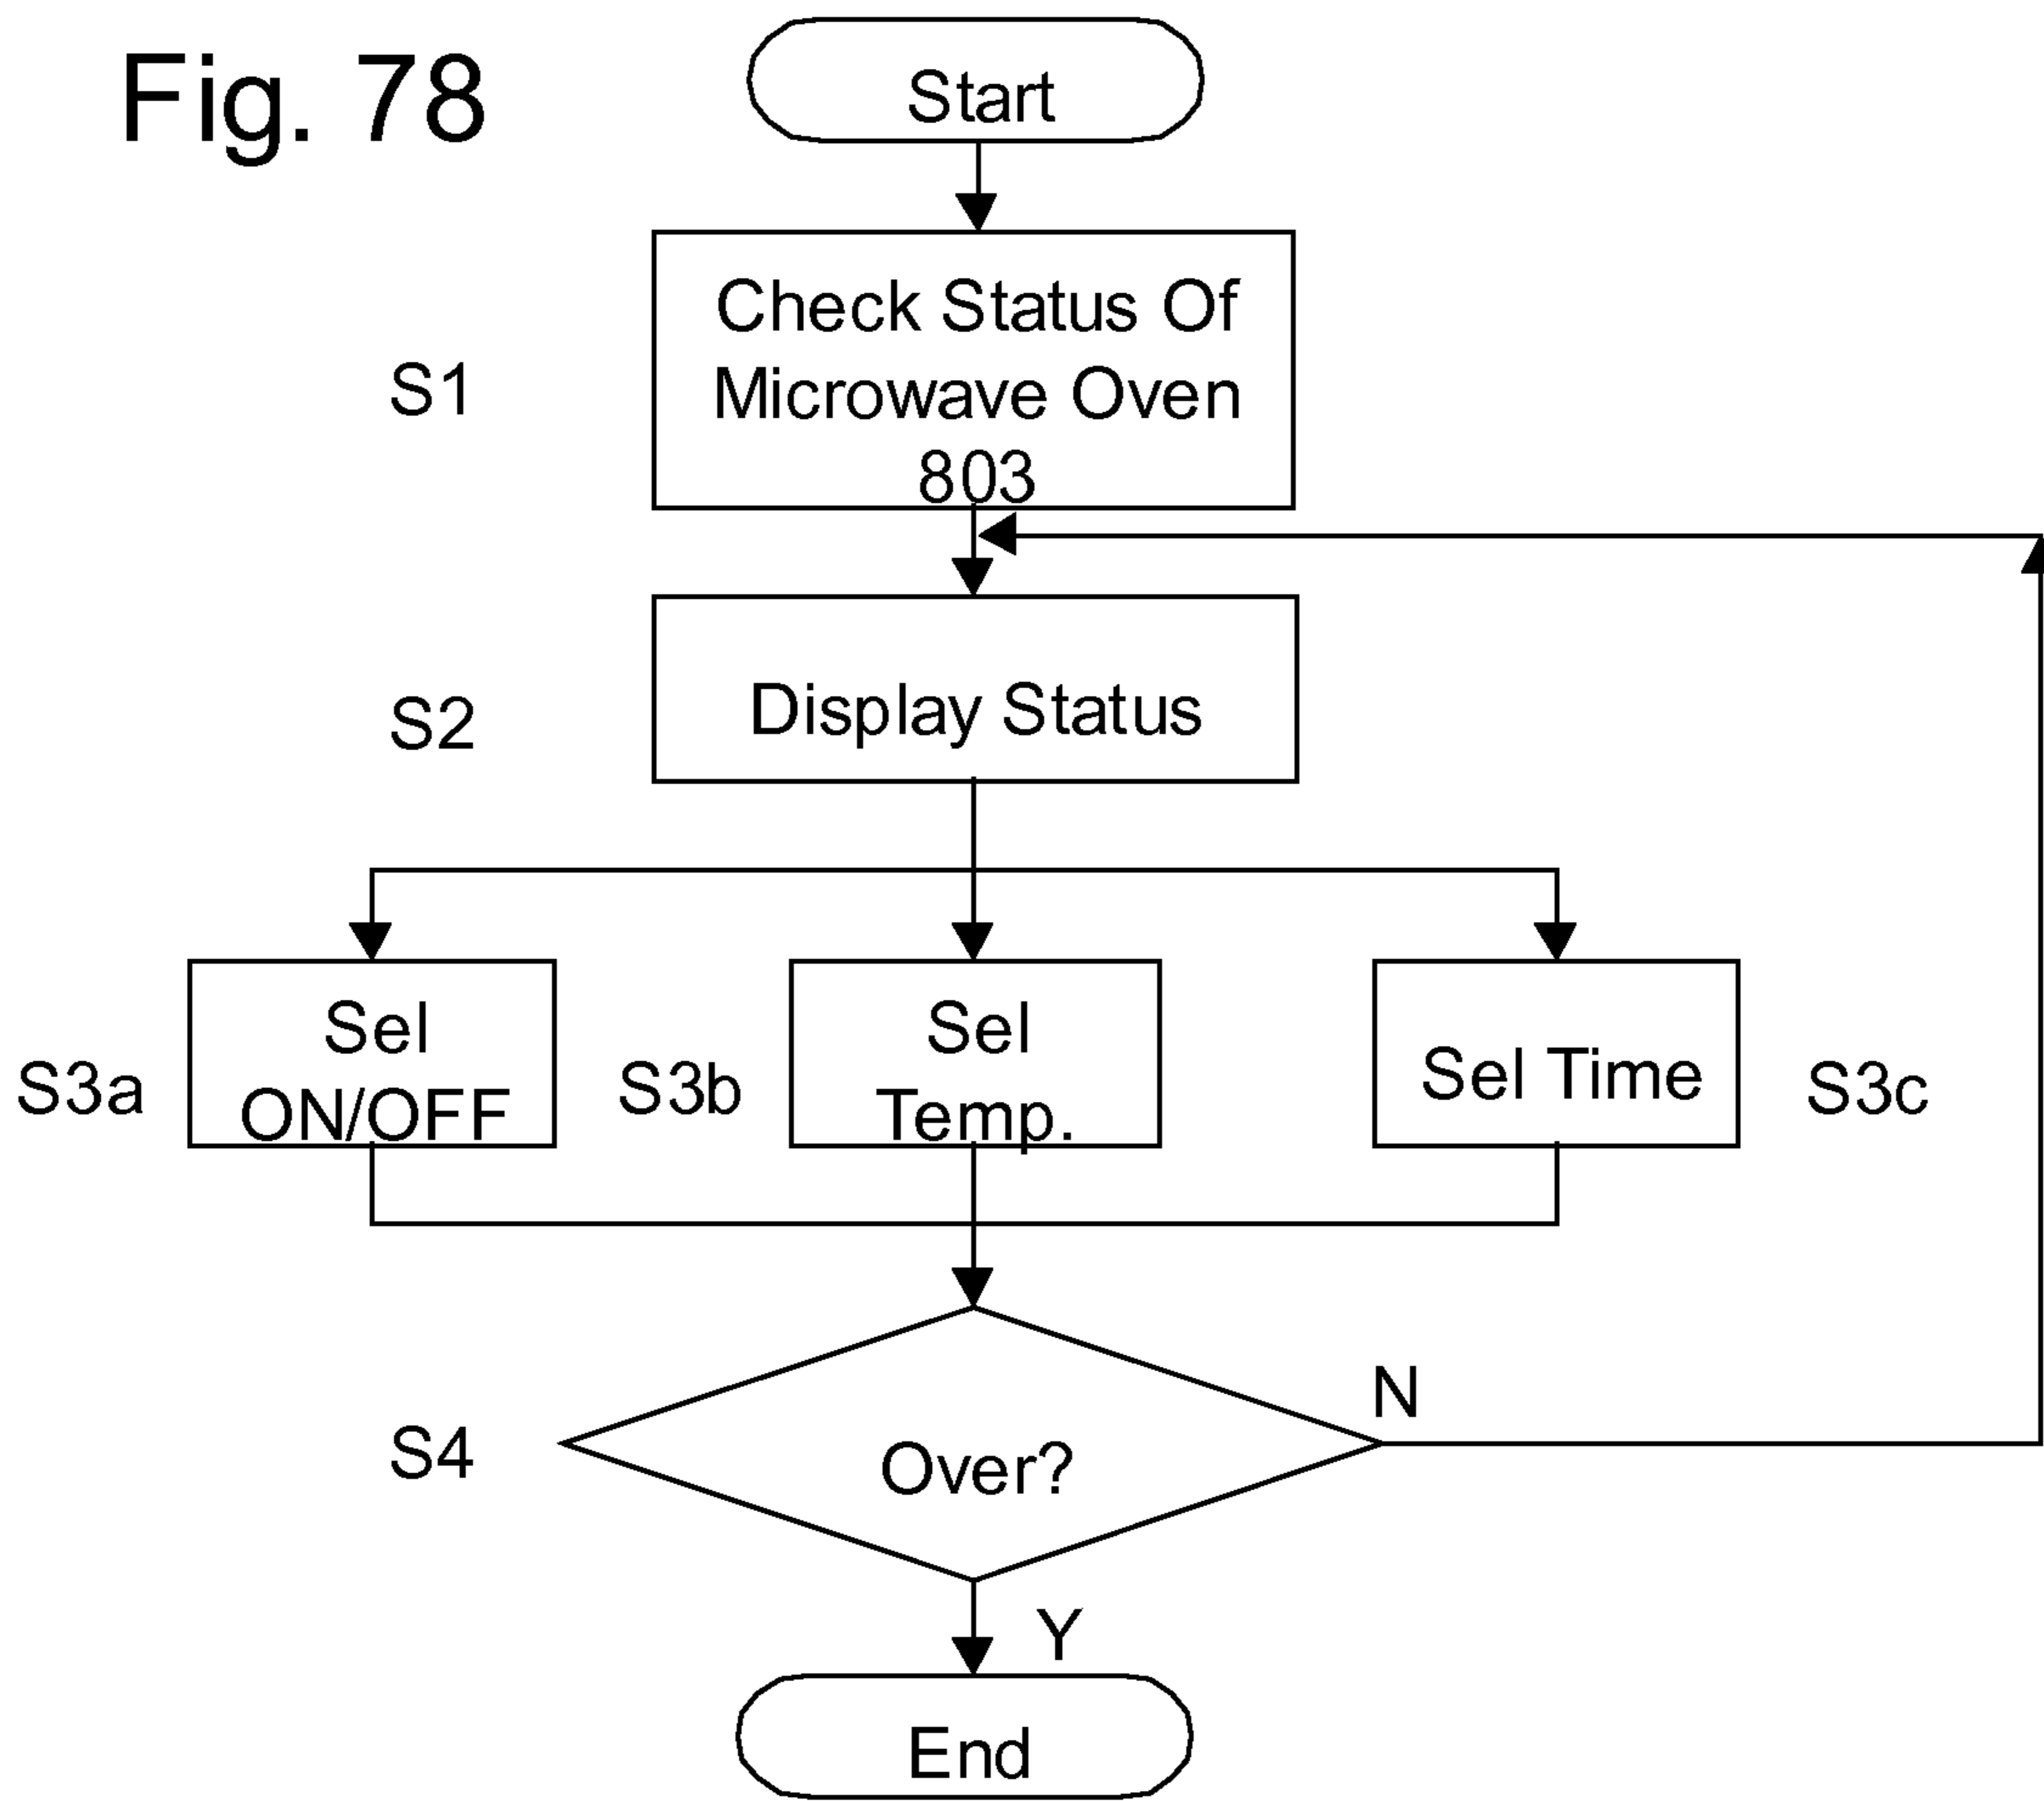 Fig. 78
Start
S1
Check Status Of
Microwave Oven
803
S2
Display Status
S3a
Sel
ON/OFF
S3b
Sel
Temp.
Sel Time
S3c
S4
Over?
N
Y
End